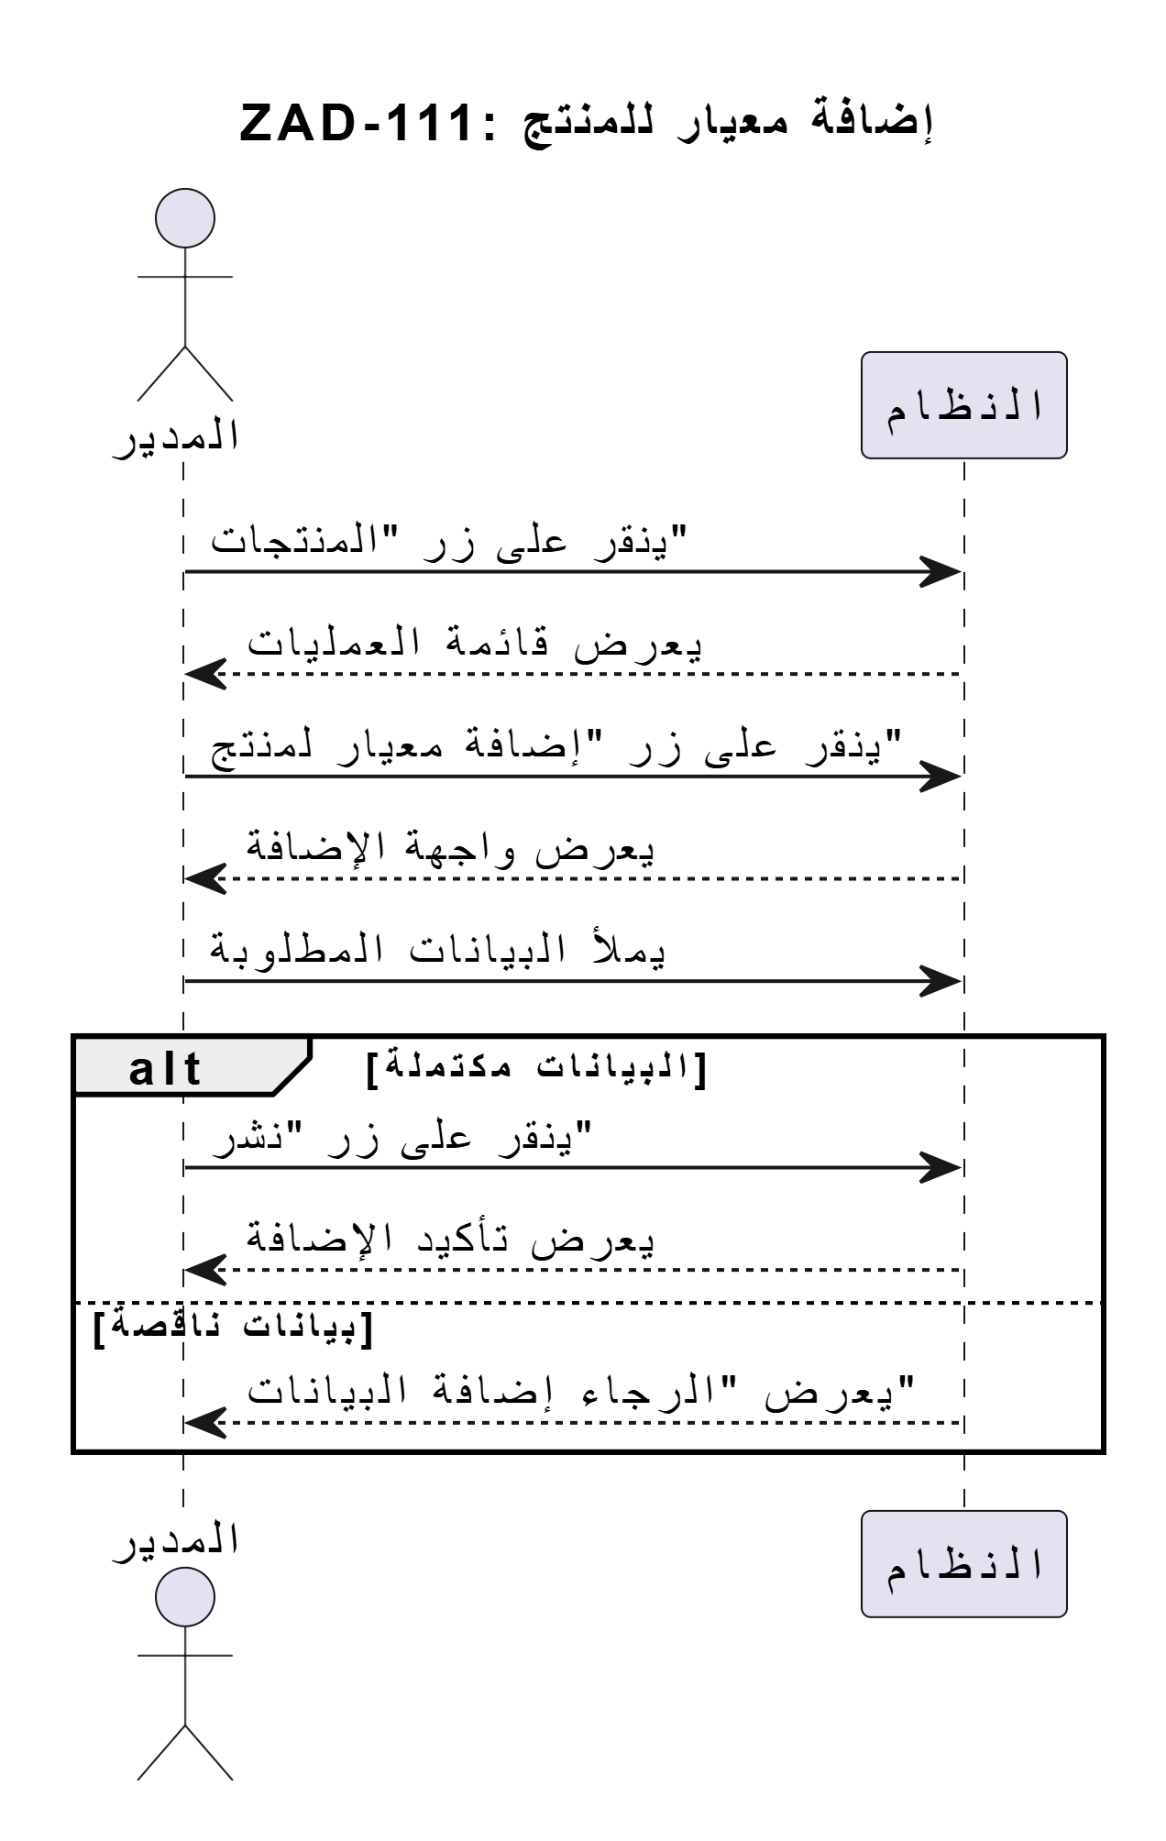 ZAD-111: إضافة معيار للمنتج
المدير
النظام
ينقر على زر "المنتجات"
يعرض قائمة العمليات
ينقر على زر "إضافة معيار لمنتج"
يعرض واجهة الإضافة
يملأ البيانات المطلوبة
alt [البيانات مكتملة]
ينقر على زر "نشر"
يعرض تأكيد الإضافة
[بيانات ناقصة]
يعرض "الرجاء إضافة البيانات"
المدير
النظام